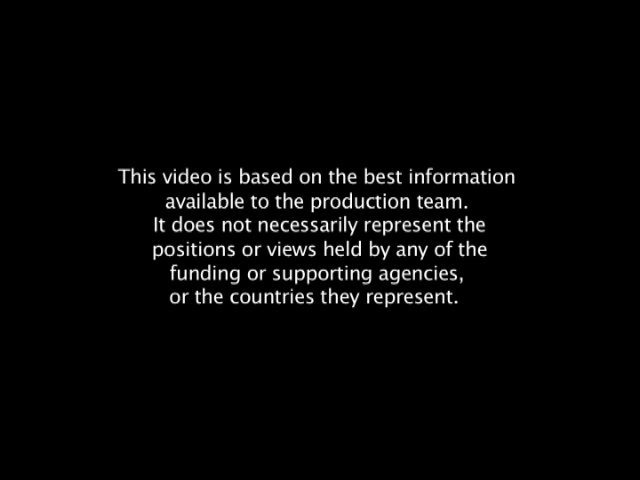 This video is based on the best information
available to the production team.
It does not necessarily represent the
positions or views held by any of the
funding or supporting agencies,
or the countries they represent.